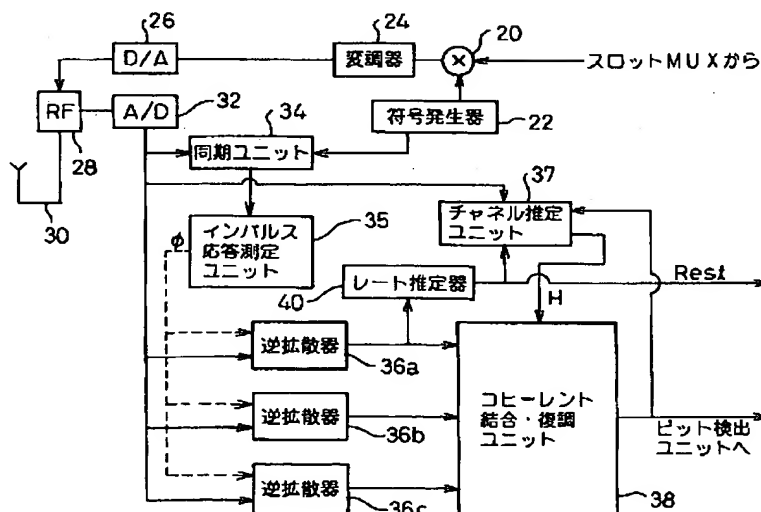 26
24
20
D/A
変調器
×
スロットMUXから
32
RF
A/D
34
符号発生器
22
28
同期ユニット
37
30
インパルス
応答測定
ユニット
35
チャネル推定
ユニット
φ
レート推定器
40
Rest
H
逆拡散器
36a
コヒーレント
結合・復調
ユニット
逆拡散器
36b
ビット検出
ユニットへ
逆拡散器
36c
38